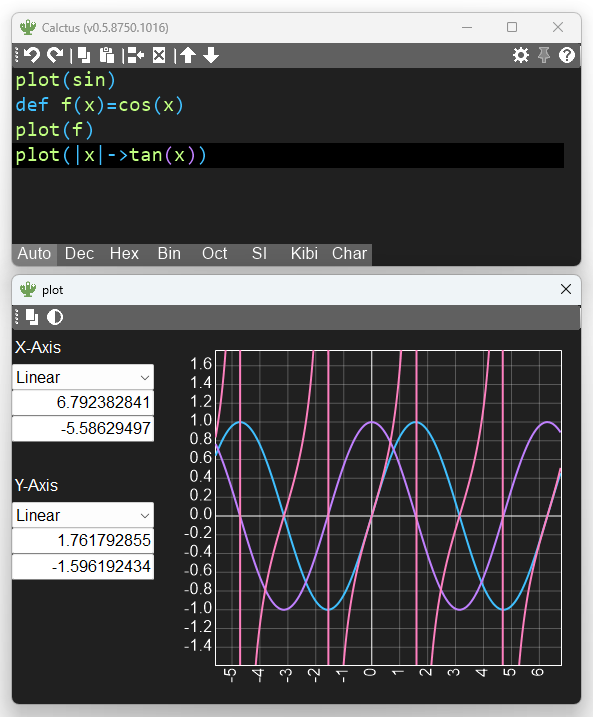 Calctus (v0.5.8750.1016)
plot(sin)
def f(x)=cos(x)
plot(f)
plot(|x|->tan(x))
Auto Dec Hex Bin Oct SI Kibi Char
plot
X-Axis
Linear
6.792382841
-5.58629497
Y-Axis
Linear
1.761792855
-1.596192434
1.6
1.4
1.2
1.0
0.8
0.6
0.4
0.2
0.0
-0.2
-0.4
-0.6
-0.8
-1.0
-1.2
-1.4
-5 -4 -3 -2 -1 0 1 2 3 4 5 6